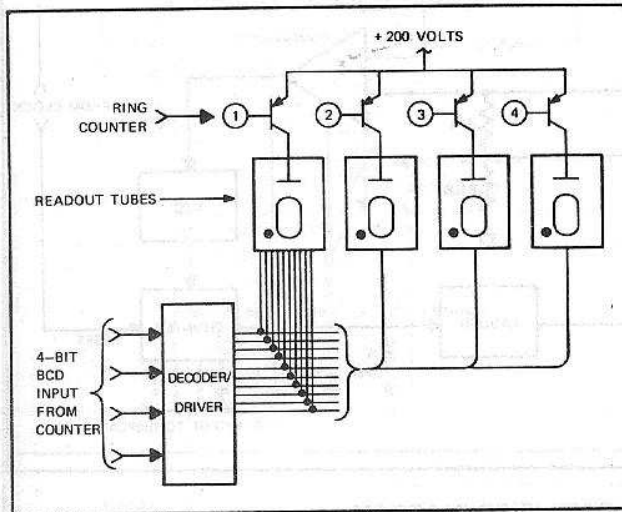 + 200 VOLTS
RING
COUNTER
1
2
3
4
READOUT TUBES
4-BIT
BCD
INPUT
FROM
COUNTER
DECODER/
DRIVER